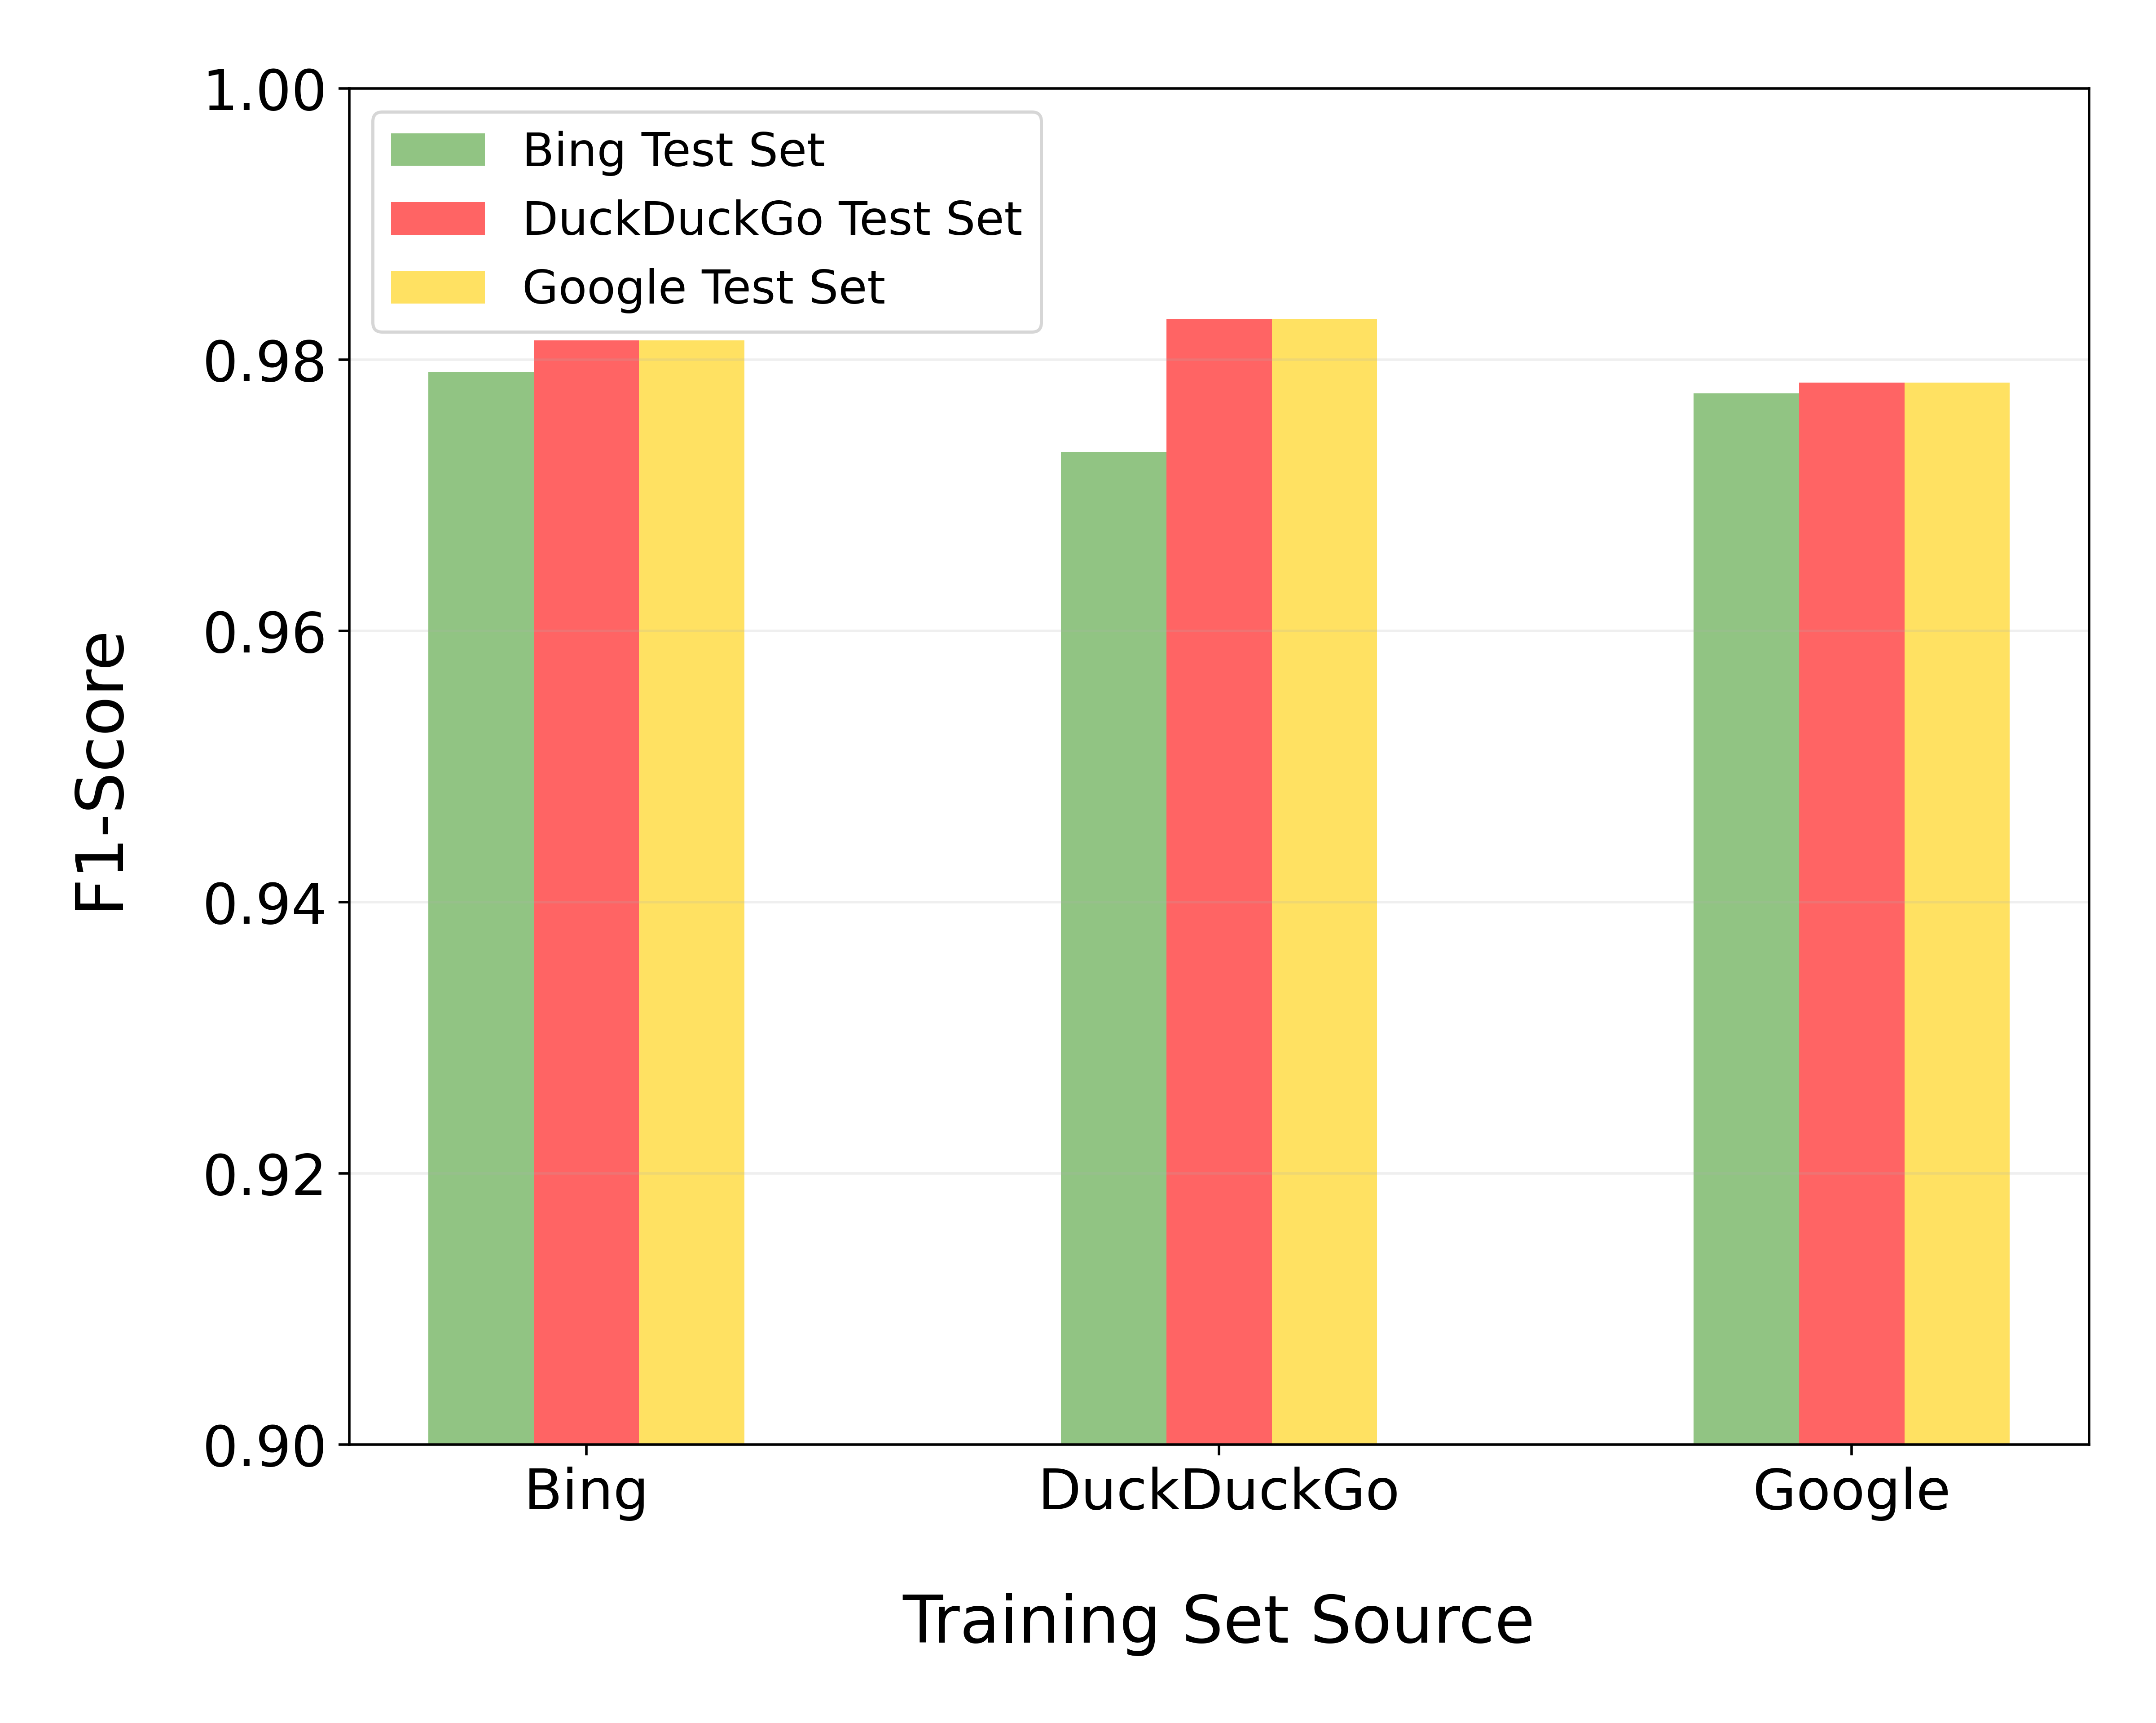 1.00
0.98
0.96
0.94
0.92
0.90
F1-Score
Bing Test Set
DuckDuckGo Test Set
Google Test Set
Bing
DuckDuckGo
Google
Training Set Source